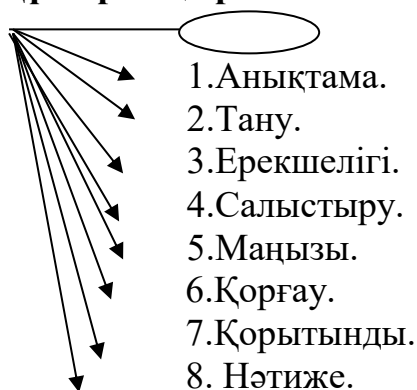 1.Анықтама.
2.Тану.
3.Ерекшелігі.
4.Салыстыру.
5.Маңызы.
6.Қорғау.
7.Қорытынды.
8. Нәтиже.